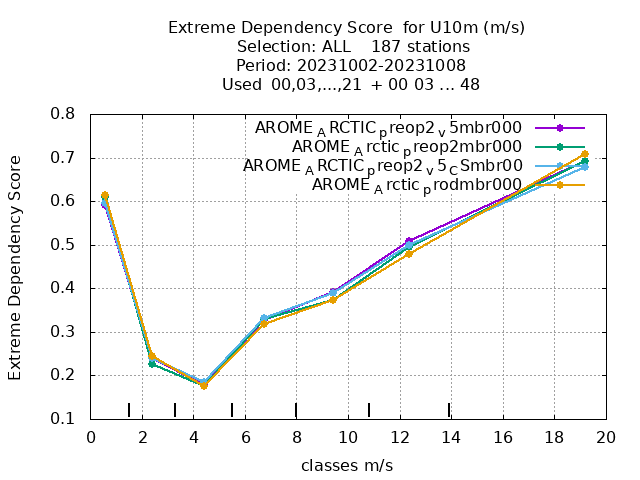 Extreme Dependency Score  for U10m (m/s)
Selection: ALL    187 stations
Period: 20231002-20231008
Used  00,03,...,21  + 00 03 ... 48
AROME_ARCTIC_preop2_v5mbr000
AROME_Arctic_preop2mbr000
AROME_ARCTIC_preop2_v5_CSmbr00
AROME_Arctic_prodmbr000
Extreme Dependency Score
0.8
0.7
0.6
0.5
0.4
0.3
0.2
0.1
0 2 4 6 8 10 12 14 16 18 20
classes m/s